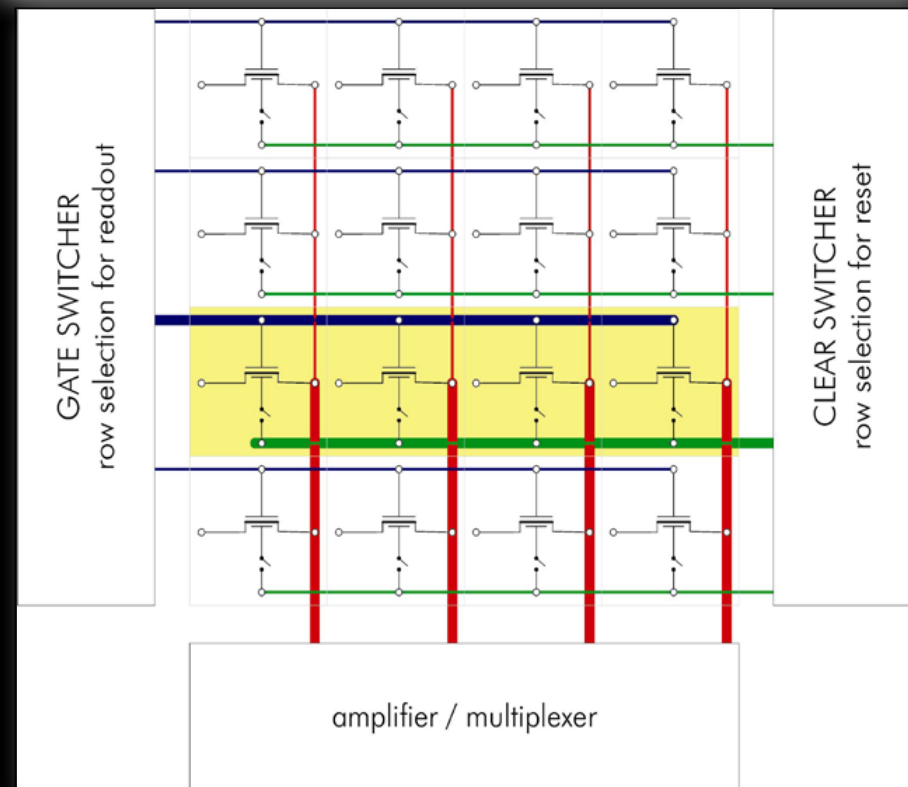 GATE SWITCHER
row selection for readout
CLEAR SWITCHER
row selection for reset
amplifier / multiplexer